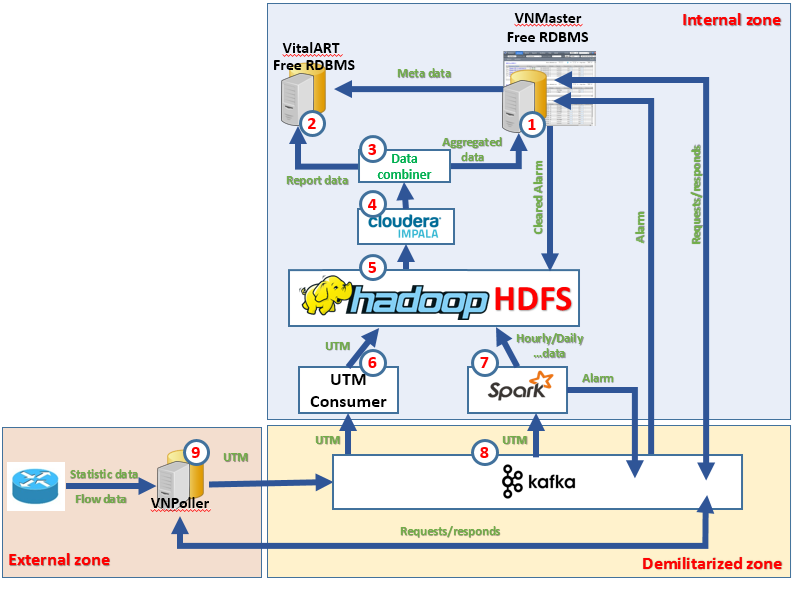 Internal zone
VNMaster
Free RDBMS
VitalART
Free RDBMS
Meta data
1
2
3
Data
combiner
Aggregated
data
Report data
Cleared Alarm
Alarm
Requests/responds
4
cloudera
IMPALA
5
hadoop HDFS
UTM
Hourly/Daily
...data
6
7
UTM
Consumer
Spark
Alarm
UTM
UTM
8
kafka
9
UTM
Statistic data
Flow data
VNPoller
Requests/responds
External zone
Demilitarized zone